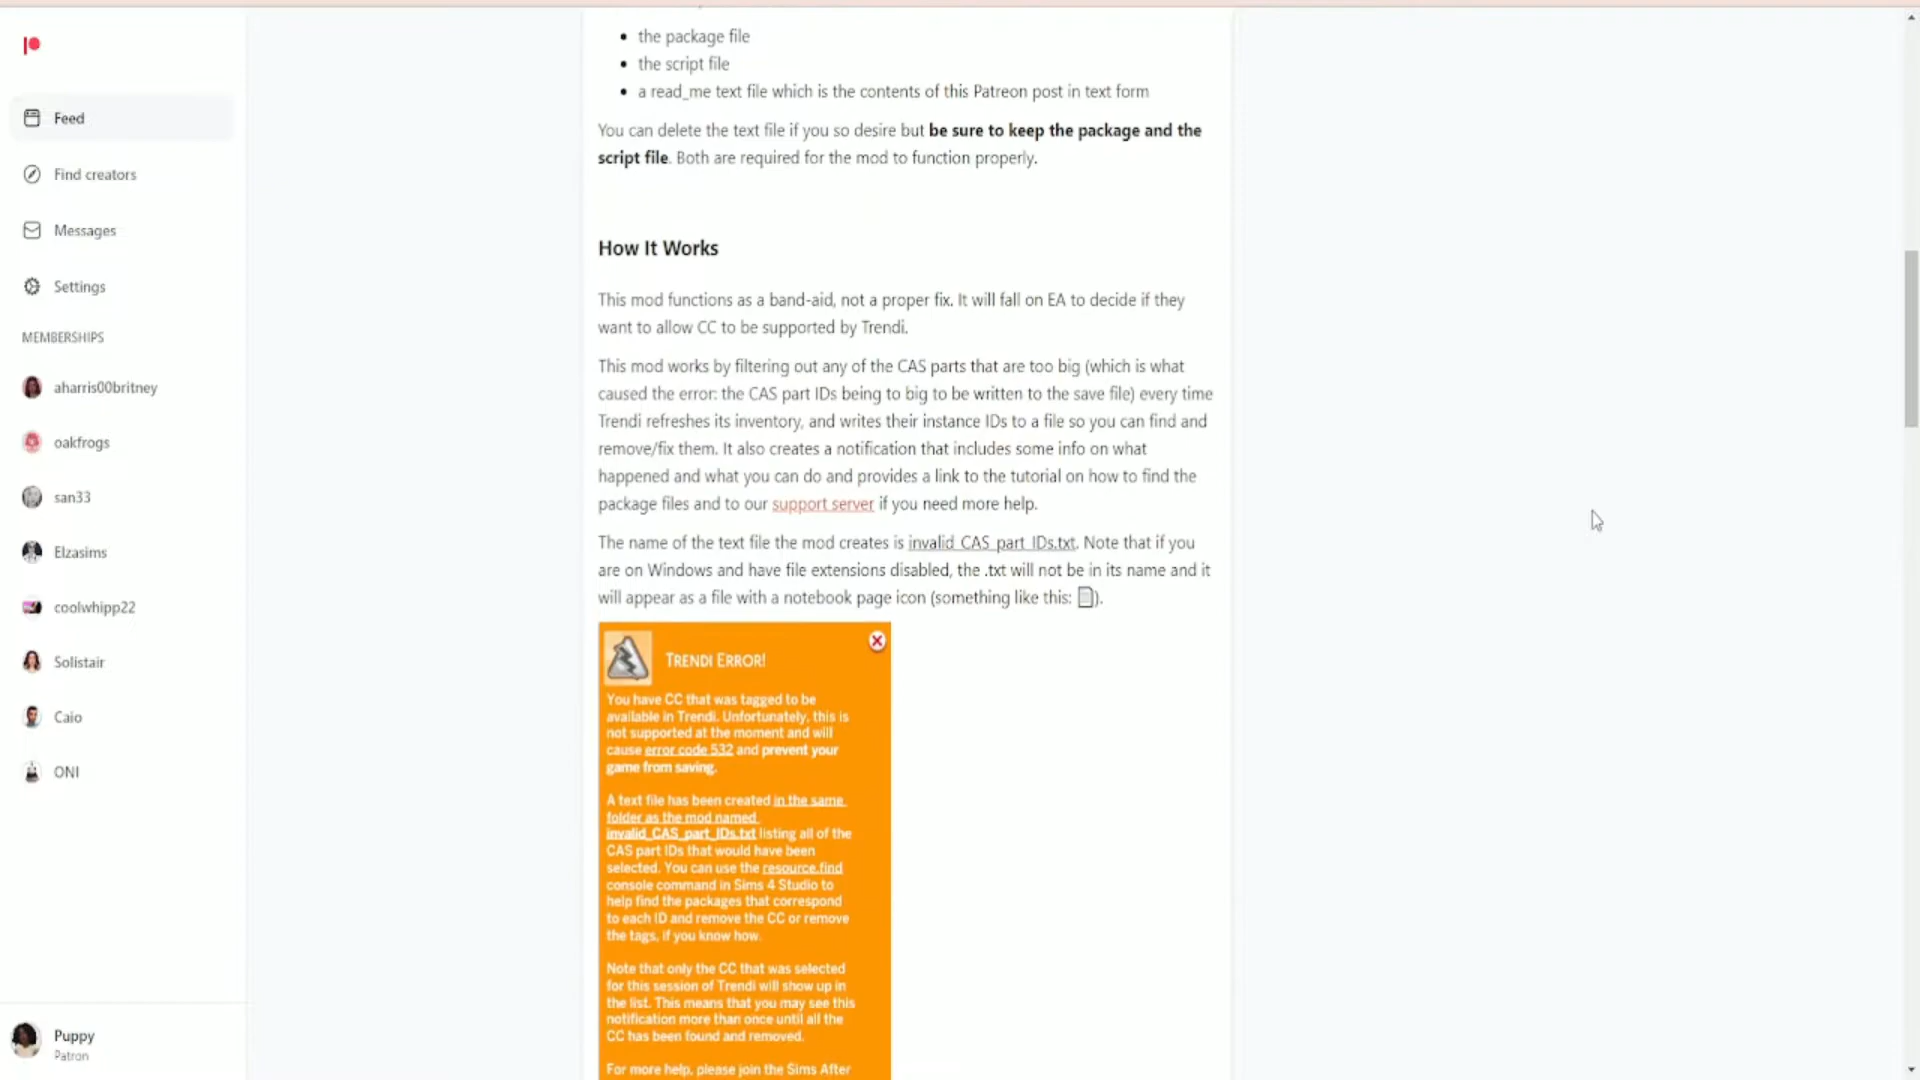 Feed
Find creators
Messages
Settings
MEMBERSHIPS
aharris00britney
oakfrogs
san33
Elzasims
coolwhipp22
Solistair
Caio
ONI
Puppy
Patron
the package file
the script file
a read_me text file which is the contents of this Patreon post in text form
You can delete the text file if you so desire but be sure to keep the package and the
script file. Both are required for the mod to function properly.
How It Works
This mod functions as a band-aid, not a proper fix. It will fall on EA to decide if they
want to allow CC to be supported by Trendi.
This mod works by filtering out any of the CAS parts that are too big (which is what
caused the error: the CAS part IDs being to big to be written to the save file) every time
Trendi refreshes its inventory, and writes their instance IDs to a file so you can find and
remove/fix them. It also creates a notification that includes some info on what
happened and what you can do and provides a link to the tutorial on how to find the
package files and to our support server if you need more help.
The name of the text file the mod creates is invalid_CAS_part_IDs.txt. Note that if you
are on Windows and have file extensions disabled, the .txt will not be in its name and it
will appear as a file with a notebook page icon (something like this: ).
TRENDI ERROR!
You have CC that was tagged to be
available in Trendi. Unfortunately, this is
not supported at the moment and will
cause error code 532 and prevent your
game from saving.
A text file has been created in the same
folder as the mod named
invalid_CAS_part_IDs.txt listing all of the
CAS part IDs that would have been
selected. You can use the resource.find
console command in Sims 4 Studio to
help find the packages that correspond
to each ID and remove the CC or remove
the tags, if you know how.
Note that only the CC that was selected
for this session of Trendi will show up in
the list. This means that you may see this
notification more than once until all the
CC has been found and removed.
For more help, please join the Sims After